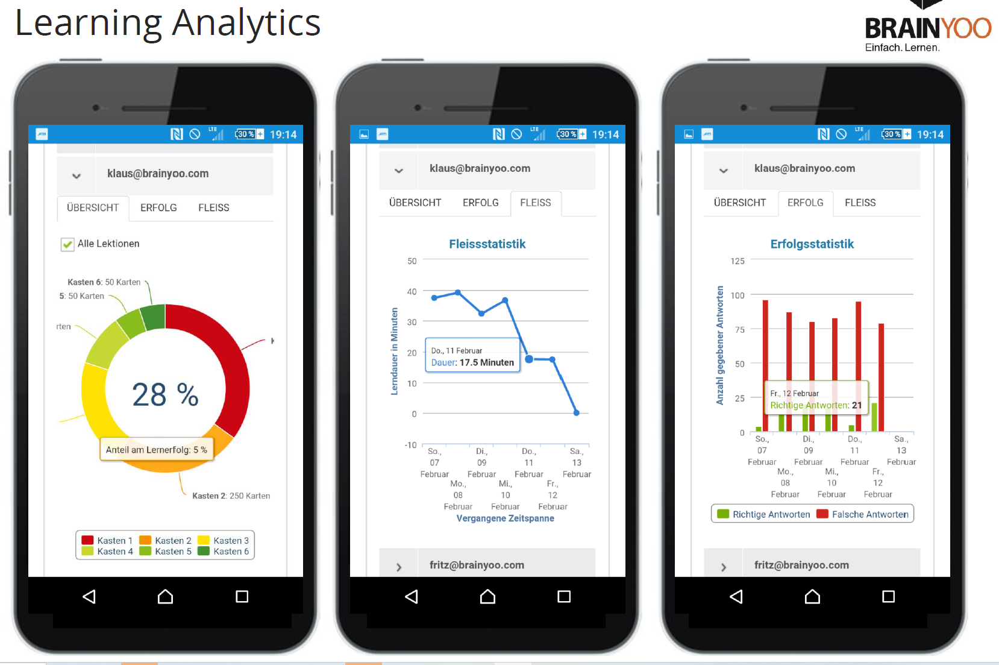 Learning Analytics
BRAINYOO
Einfach. Lernen.
LTE
30 %
19:14
klaus@brainyoo.com
ÜBERSICHT ERFOLG FLEISS
Alle Lektionen
Kasten 6: 50 Karten
5: 50 Karten
rten
28 %
Anteil am Lernerfolg: 5 %
Kasten 2: 250 Karten
Kasten 1 Kasten 2 Kasten 3
Kasten 4 Kasten 5 Kasten 6
LTE
30 %
19:14
klaus@brainyoo.com
ÜBERSICHT ERFOLG FLEISS
Fleissstatistik
Lerndauer in Minuten
50
40
30
20
10
0
-10
Do., 11 Februar
Dauer: 17.5 Minuten
So., Di., Do., Sa.,
07 09 11 13
Februar Februar Februar Februar
Mo., Mi., Fr.,
08 10 12
Februar Februar Februar
Vergangene Zeitspanne
fritz@brainyoo.com
LTE
30 %
19:14
klaus@brainyoo.com
ÜBERSICHT ERFOLG FLEISS
Erfolgsstatistik
Anzahl gegebener Antworten
125
100
75
50
25
0
Fr., 12 Februar
Richtige Antworten: 21
So., Di., Do., Sa.,
07 09 11 13
Februar Februar Februar Februar
Mo., Mi., Fr.,
08 10 12
Februar Februar Februar
Richtige Antworten Falsche Antworten
fritz@brainyoo.com